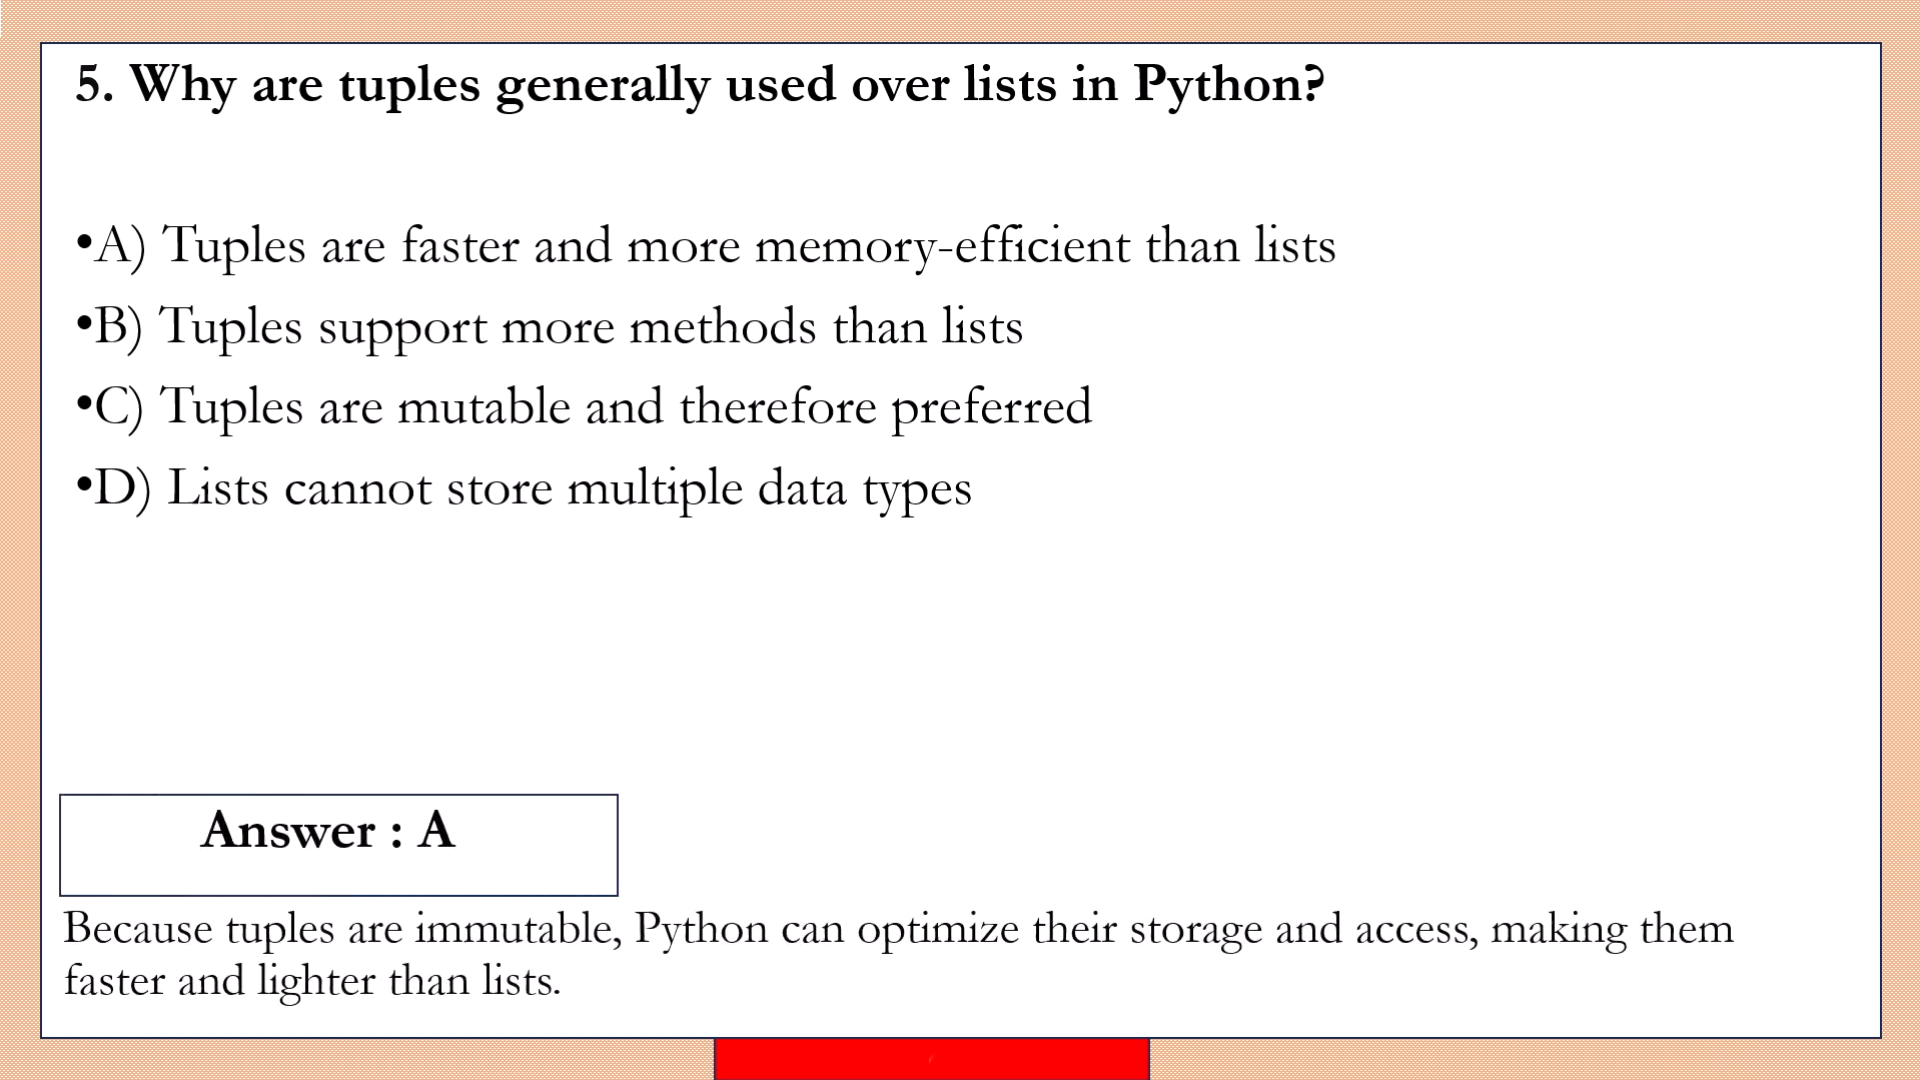 5. Why are tuples generally used over lists in Python?
•A) Tuples are faster and more memory-efficient than lists
•B) Tuples support more methods than lists
•C) Tuples are mutable and therefore preferred
•D) Lists cannot store multiple data types
Answer : A
Because tuples are immutable, Python can optimize their storage and access, making them
faster and lighter than lists.